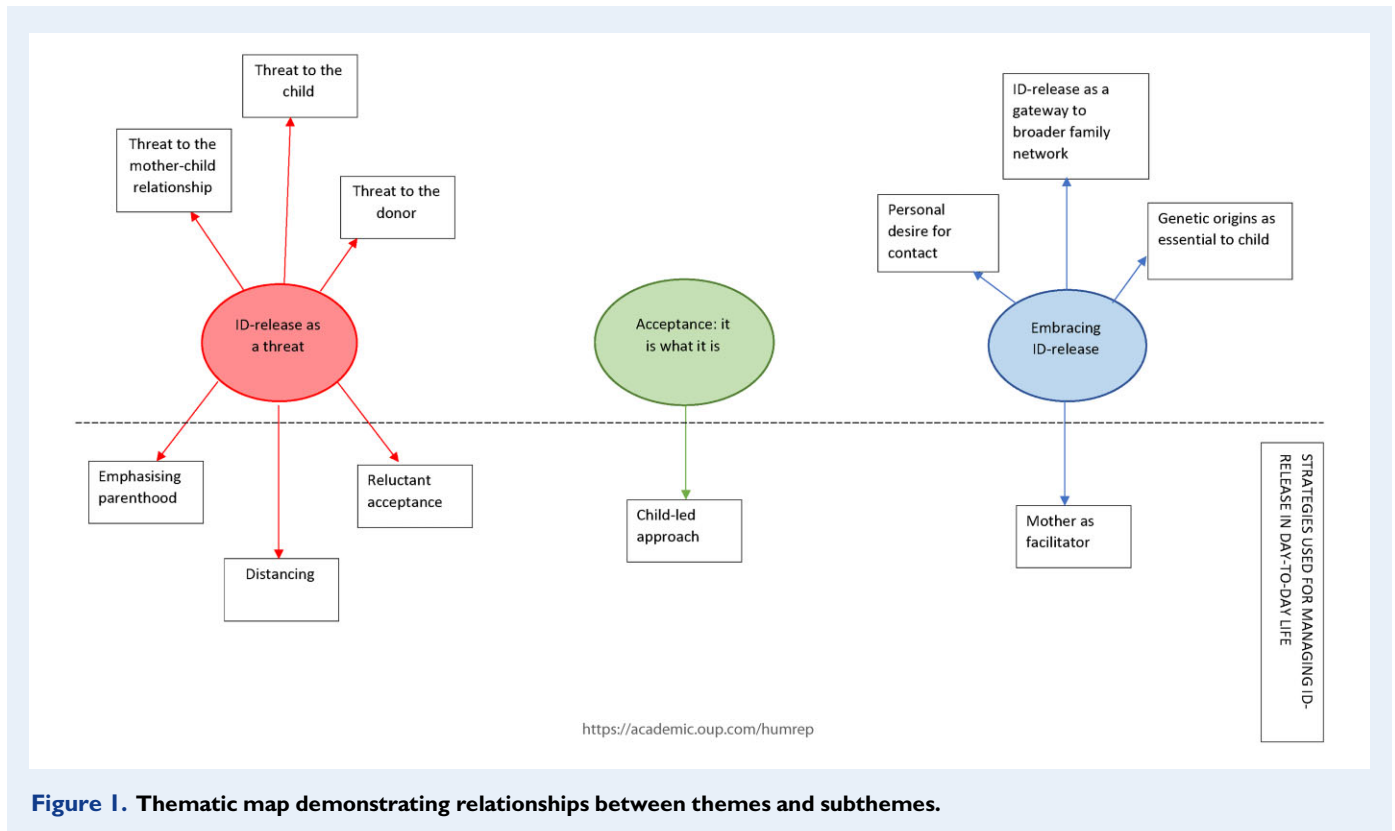 Threat to the
child
Threat to the
mother-child
relationship
Threat to the
donor
ID-release as
a threat
Emphasising
parenthood
Distancing
Reluctant
acceptance
Acceptance: it
is what it is
Child-led
approach
ID-release as a
gateway to
broader family
network
Personal
desire for
contact
Genetic origins as
essential to child
Embracing
ID-release
Mother as
facilitator
STRATEGIES USED FOR MANAGING ID-
RELEASE IN DAY-TO-DAY LIFE
https://academic.oup.com/humrep
Figure 1. Thematic map demonstrating relationships between themes and subthemes.